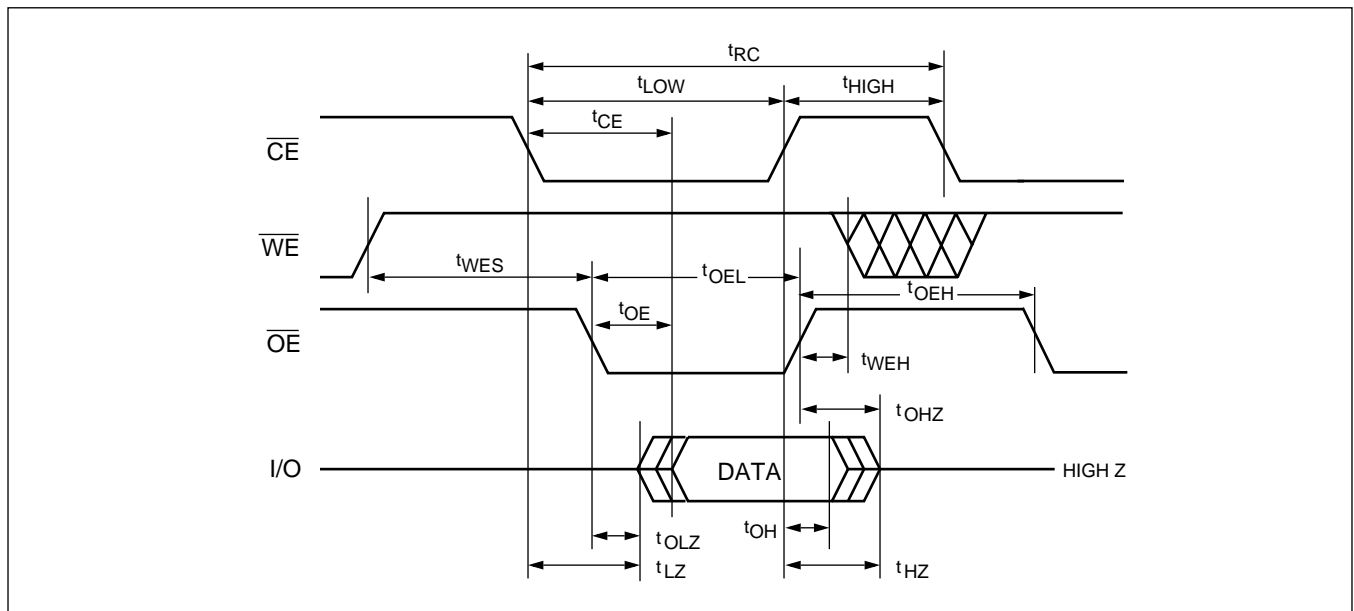 tRC
tLOW
tHIGH
tCE
CE
WE
tWES
tOEL
tOEH
tOE
OE
tWEH
tOHZ
I/O
DATA
HIGH Z
tOH
tOLZ
tLZ
tHZ